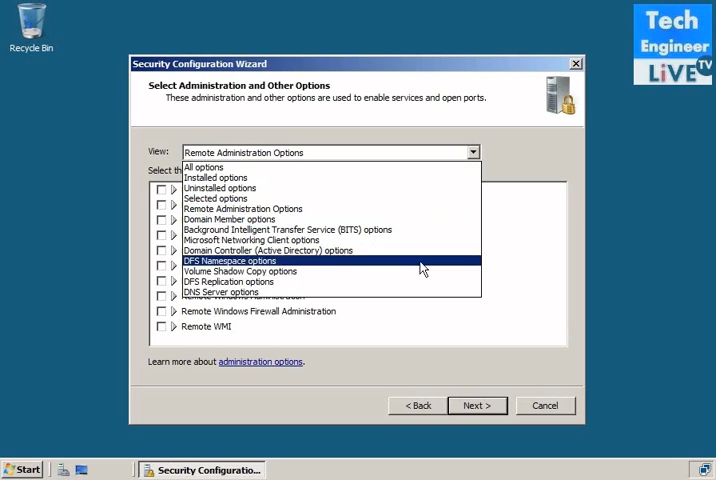 Recycle Bin
Tech
Engineer
LiVE TV
Security Configuration Wizard
Select Administration and Other Options
These administration and other options are used to enable services and open ports.
View:
Remote Administration Options
Select th
All options
Installed options
Uninstalled options
Selected options
Remote Administration Options
Domain Member options
Background Intelligent Transfer Service (BITS) options
Microsoft Networking Client options
Domain Controller (Active Directory) options
DFS Namespace options
Volume Shadow Copy options
DFS Replication options
DNS Server options
Remote Windows Firewall Administration
Remote WMI
Learn more about administration options.
< Back
Next >
Cancel
Start
Security Configuratio...